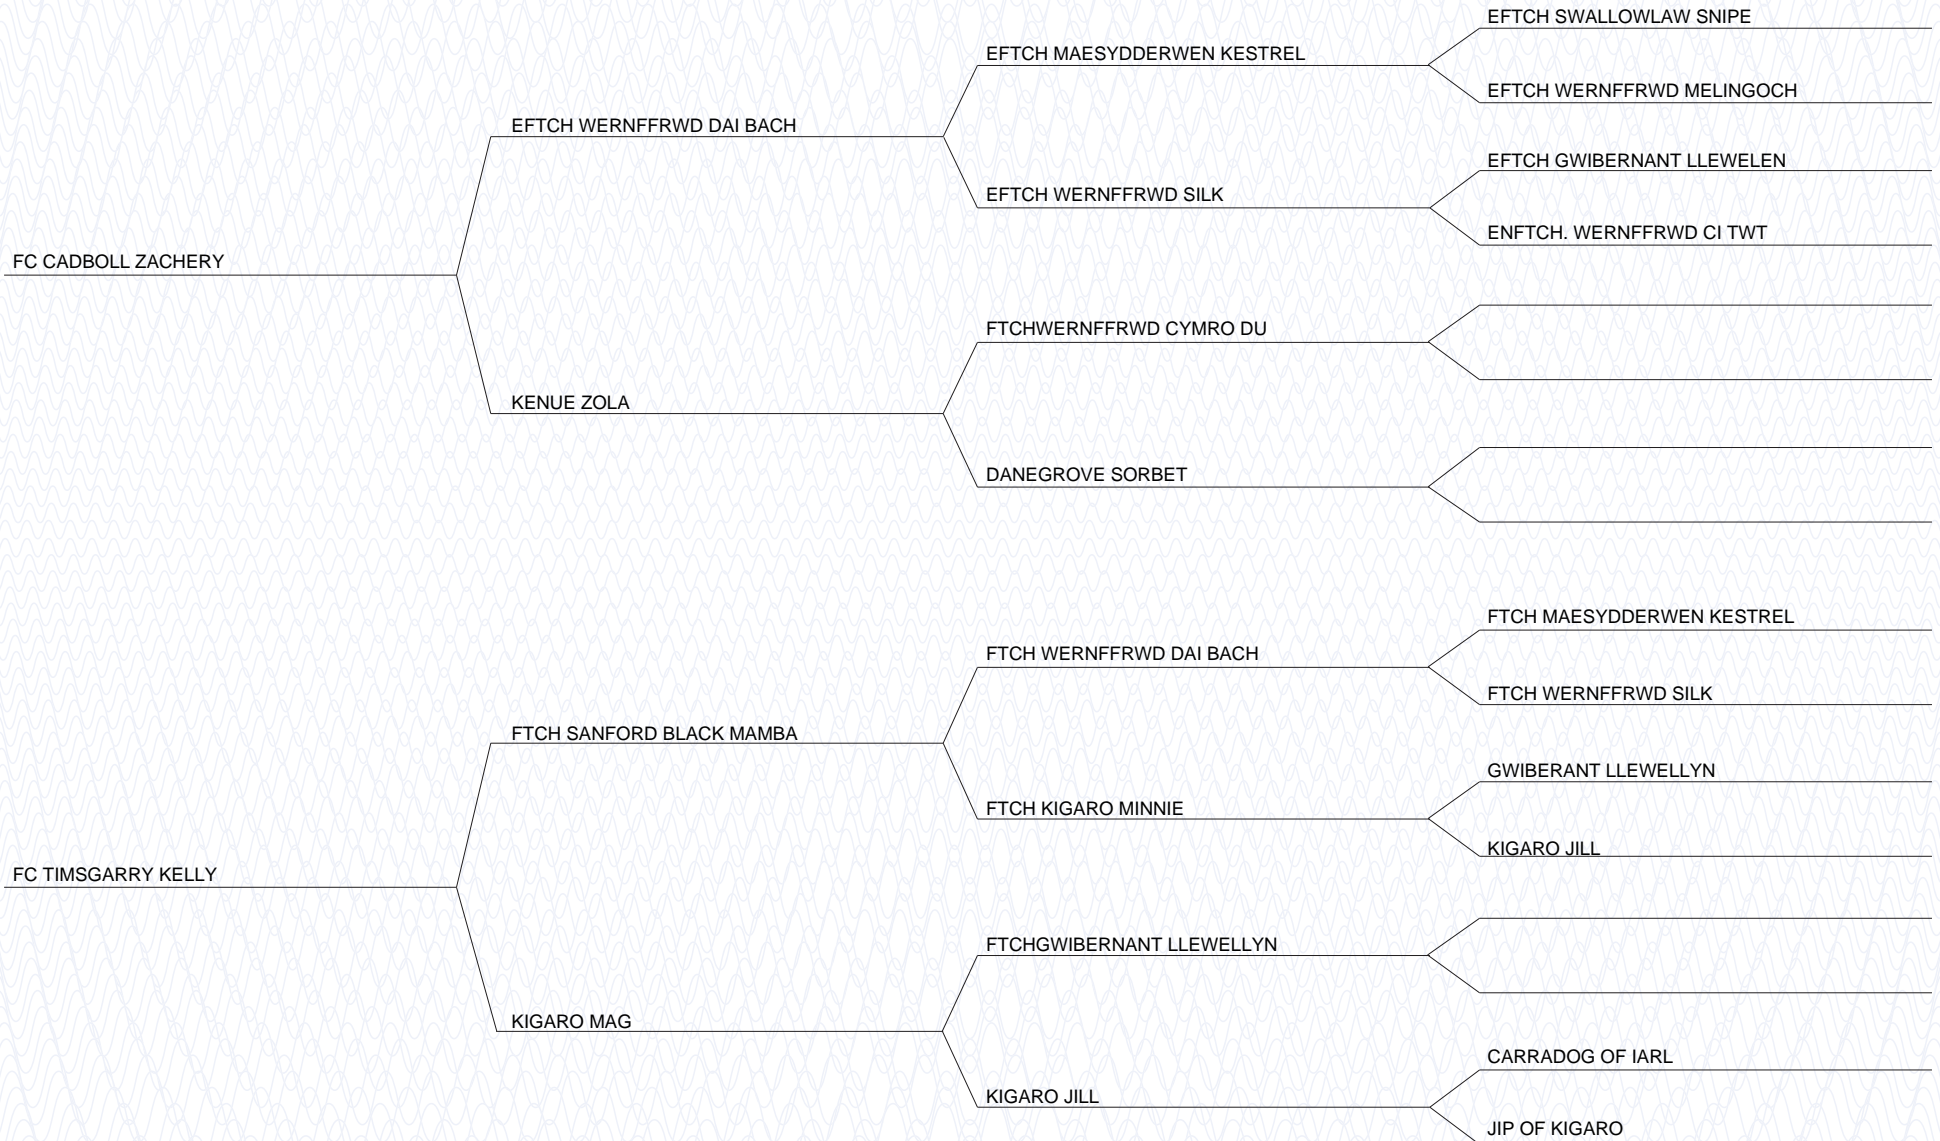 EFTCH SWALLOWLAW SNIPE
EFTCH MAESYDDERWEN KESTREL
EFTCH WERNFFRWD MELINGOCH
EFTCH WERNFFRWD DAI BACH
EFTCH GWIBERNANT LLEWELEN
EFTCH WERNFFRWD SILK
ENFTCH. WERNFFRWD CI TWT
FC CADBOLL ZACHERY
FTCHWERNFFRWD CYMRO DU
KENUE ZOLA
DANEGROVE SORBET
FTCH MAESYDDERWEN KESTREL
FTCH WERNFFRWD DAI BACH
FTCH WERNFFRWD SILK
FTCH SANFORD BLACK MAMBA
GWIBERANT LLEWELLYN
FTCH KIGARO MINNIE
KIGARO JILL
FC TIMSGARRY KELLY
FTCHGWIBERNANT LLEWELLYN
KIGARO MAG
CARRADOG OF IARL
KIGARO JILL
JIP OF KIGARO